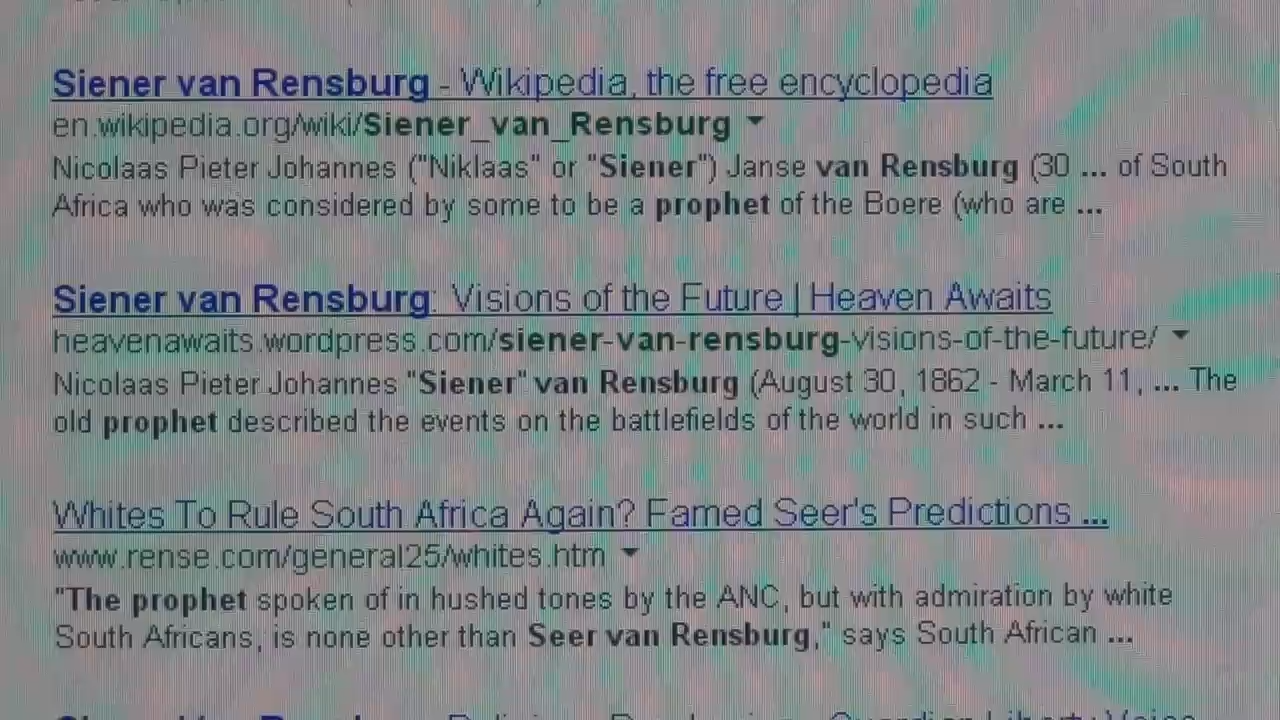 Siener van Rensburg - Wikipedia, the free encyclopedia
en.wikipedia.org/wiki/Siener_van_Rensburg
Nicolaas Pieter Johannes ("Niklaas" or "Siener") Janse van Rensburg (30 ... of South
Africa who was considered by some to be a prophet of the Boere (who are ...
Siener van Rensburg: Visions of the Future | Heaven Awaits
heavenawaits.wordpress.com/siener-van-rensburg-visions-of-the-future/
Nicolaas Pieter Johannes "Siener" van Rensburg (August 30, 1862 - March 11, ... The
old prophet described the events on the battlefields of the world in such ...
Whites To Rule South Africa Again? Famed Seer's Predictions ...
www.rense.com/general25/whites.htm
"The prophet spoken of in hushed tones by the ANC, but with admiration by white
South Africans, is none other than Seer van Rensburg," says South African ...